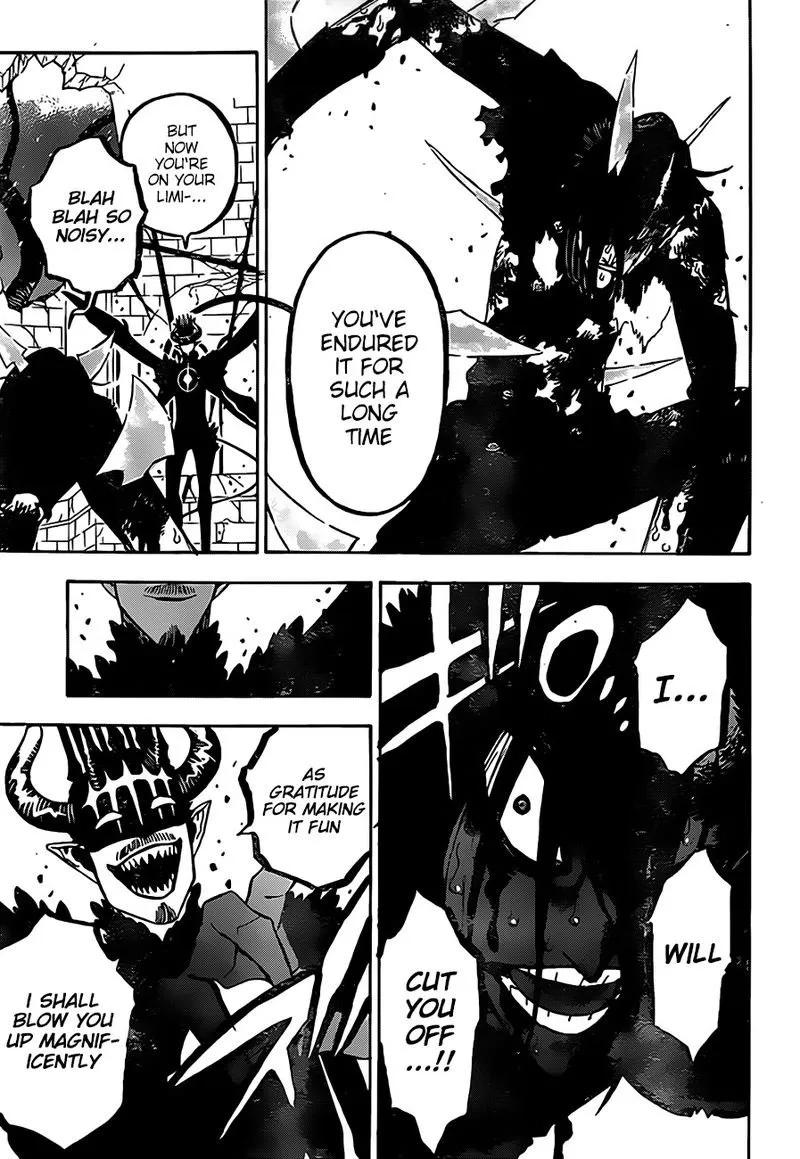 YOU'VE
ENDURED
IT FOR
SUCH A
LONG
TIME
BUT
NOW
YOU'RE
ON YOUR
LIMI-...
BLAH
BLAH SO
NOISY...
I...
WILL
CUT
YOU
OFF
...!!
AS
GRATITUDE
FOR MAKING
IT FUN
I SHALL
BLOW YOU
UP MAGNIF-
ICENTLY